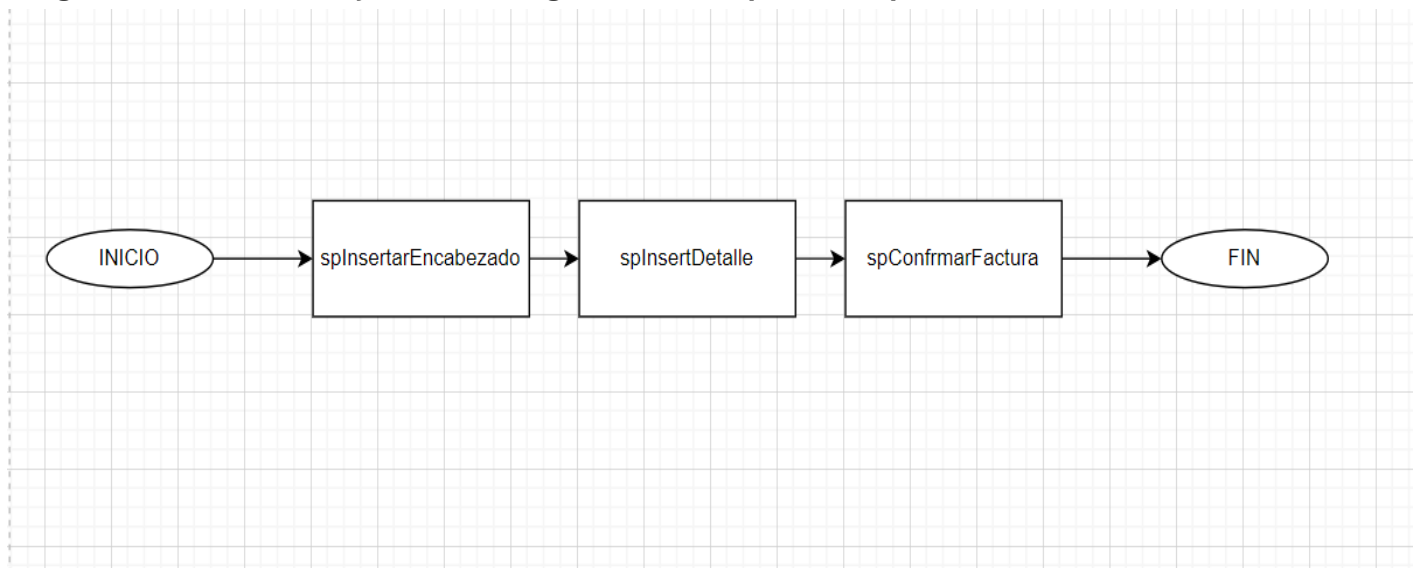 INICIO
spInsertarEncabezado
spInsertDetalle
spConfrmarFactura
FIN